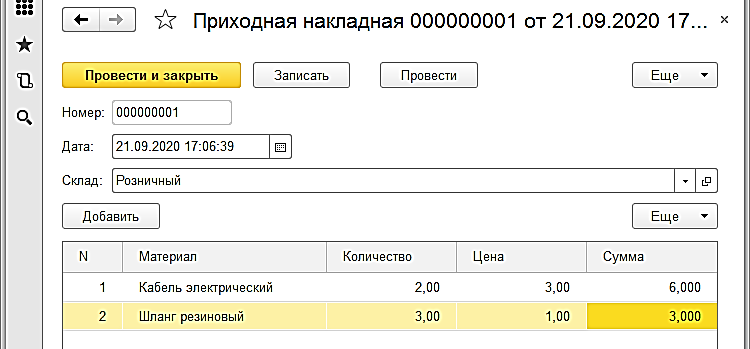 Приходная накладная 000000001 от 21.09.2020 17...
Провести и закрыть Записать Провести Еще
Номер: 000000001
Дата: 21.09.2020 17:06:39
Склад: Розничный
Добавить Еще
N Материал Количество Цена Сумма
1 Кабель электрический 2,00 3,00 6,000
2 Шланг резиновый 3,00 1,00 3,000